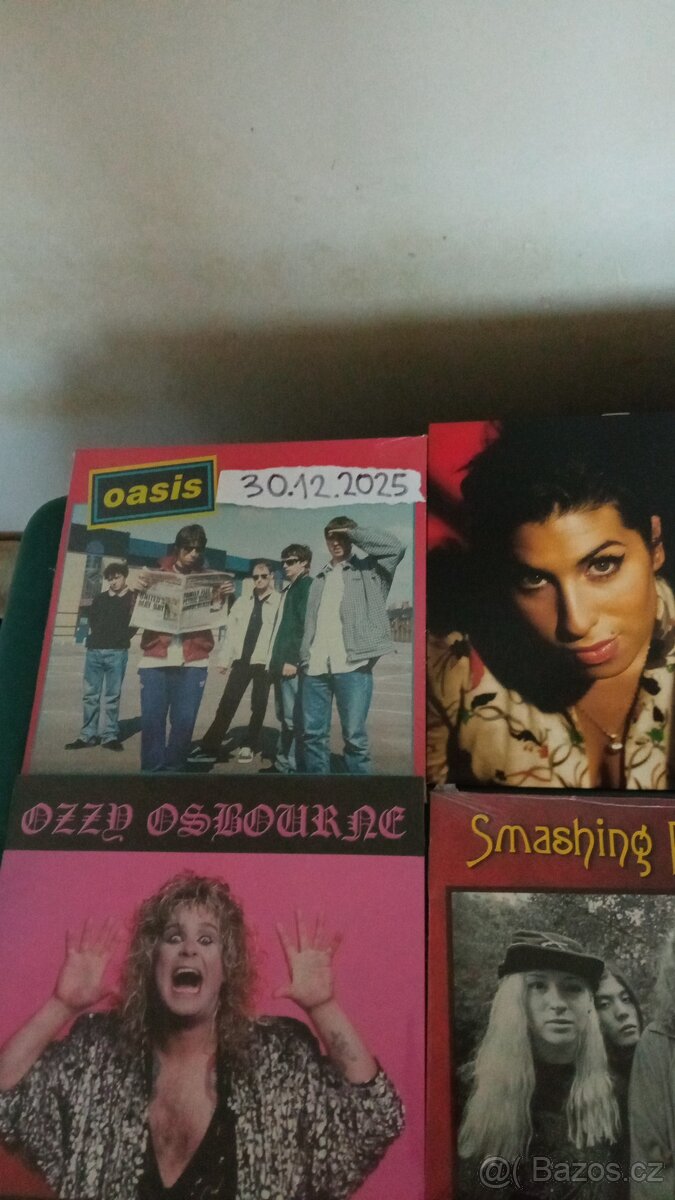 oasis
30.12.2025
OZZY OSBOURNE
Smashing
@( Bazos.cz